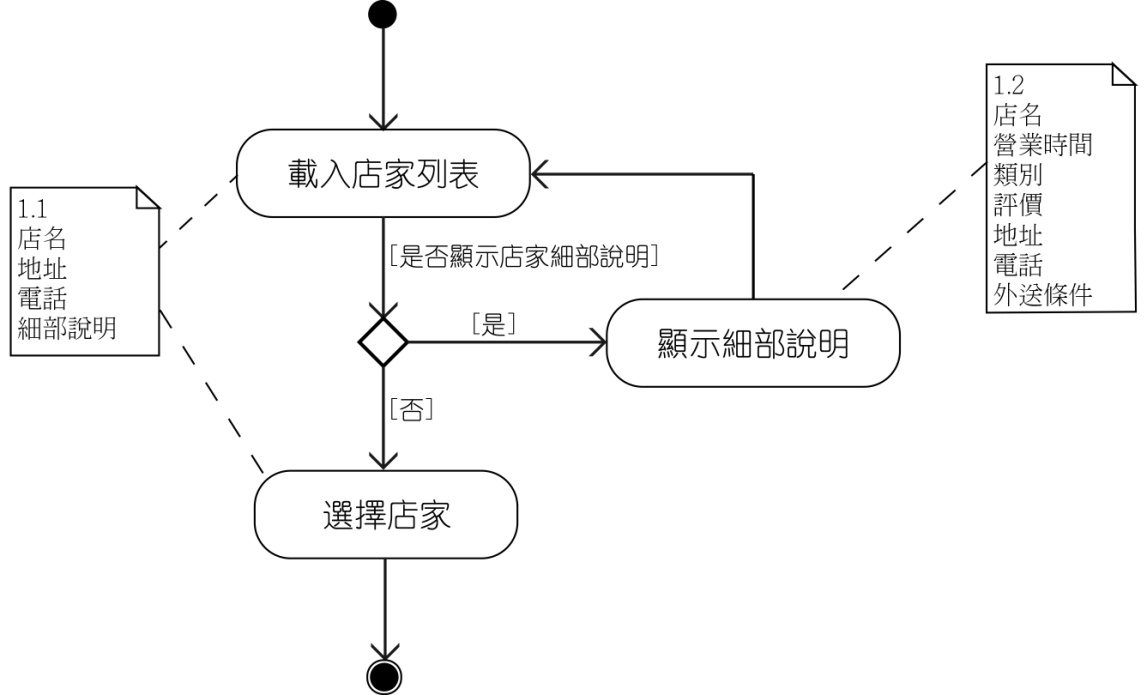 載入店家列表
1.1
店名
地址
電話
細部說明
1.2
店名
營業時間
類別
評價
地址
電話
外送條件
[是否顯示店家細部說明]
[是]
顯示細部說明
[否]
選擇店家